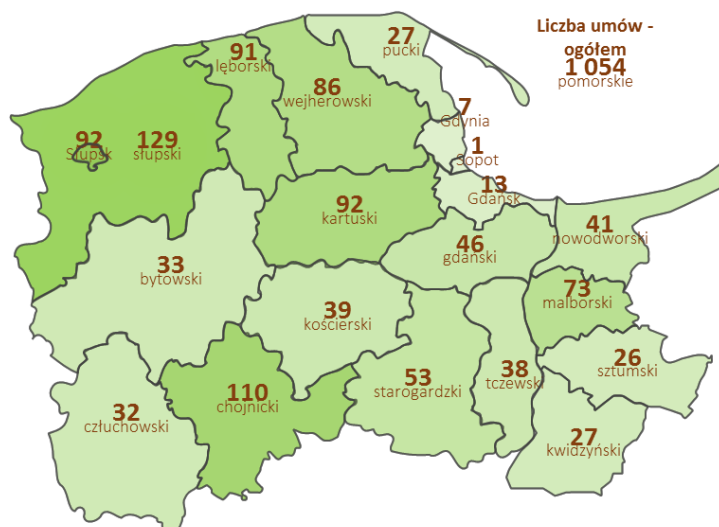 Liczba umów -
ogółem
1 054
pomorskie
27
pucki
91
lęborski
86
wejherowski
7
Gdynia
1
Sopot
92
Słupsk
129
słupski
13
Gdańsk
92
kartuski
41
nowodworski
46
gdański
33
bytowski
73
malborski
39
kościerski
26
sztumski
38
tczewski
53
starogardzki
110
chojnicki
32
człuchowski
27
kwidzyński